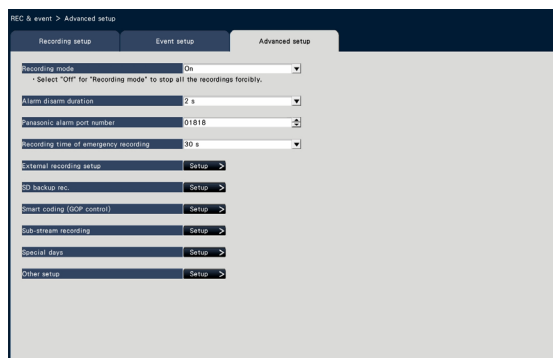 REC & event > Advanced setup
Recording setup
Event setup
Advanced setup
Recording mode On
・Select "Off" for "Recording mode" to stop all the recordings forcibly.
Alarm disarm duration 2 s
Panasonic alarm port number 01818
Recording time of emergency recording 30 s
External recording setup Setup >
SD backup rec. Setup >
Smart coding (GOP control) Setup >
Sub-stream recording Setup >
Special days Setup >
Other setup Setup >